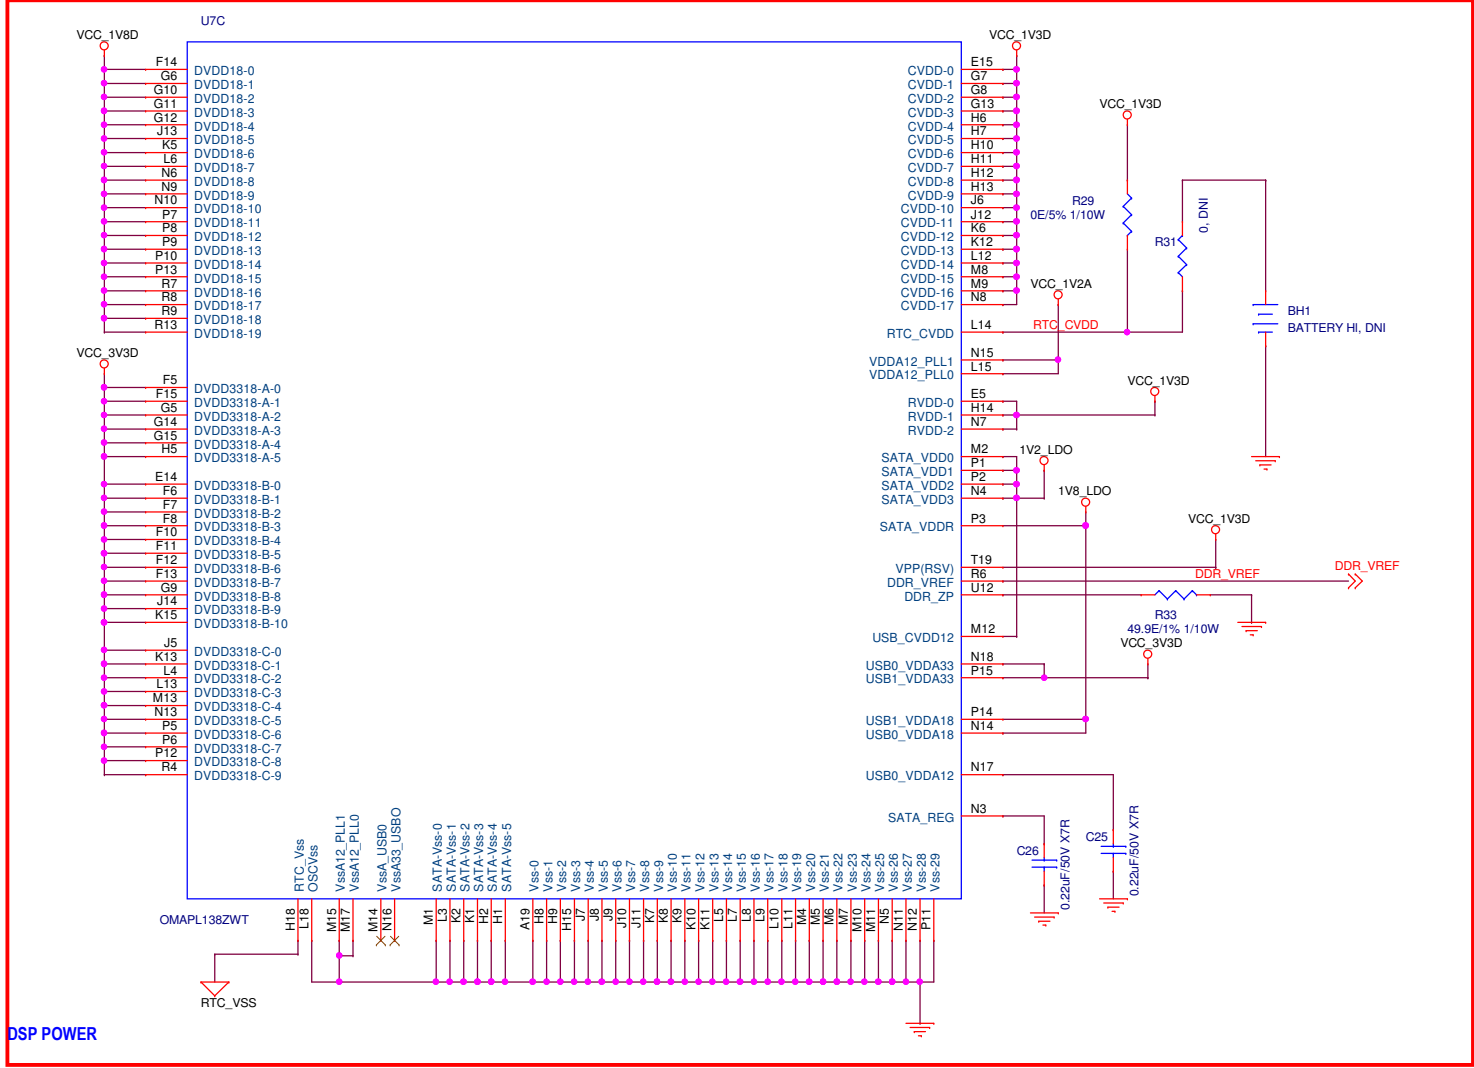 U7C
VCC_1V8D
F14 DVDD18-0
G6 DVDD18-1
G10 DVDD18-2
G11 DVDD18-3
G12 DVDD18-4
J13 DVDD18-5
K5 DVDD18-6
L6 DVDD18-7
N6 DVDD18-8
N9 DVDD18-9
N10 DVDD18-10
P7 DVDD18-11
P8 DVDD18-12
P9 DVDD18-13
P10 DVDD18-14
P13 DVDD18-15
R7 DVDD18-16
R8 DVDD18-17
R9 DVDD18-18
R13 DVDD18-19
VCC_3V3D
F5 DVDD3318-A-0
F15 DVDD3318-A-1
G5 DVDD3318-A-2
G14 DVDD3318-A-3
G15 DVDD3318-A-4
H5 DVDD3318-A-5
E14 DVDD3318-B-0
F6 DVDD3318-B-1
F7 DVDD3318-B-2
F8 DVDD3318-B-3
F10 DVDD3318-B-4
F11 DVDD3318-B-5
F12 DVDD3318-B-6
F13 DVDD3318-B-7
G9 DVDD3318-B-8
J14 DVDD3318-B-9
K15 DVDD3318-B-10
J5 DVDD3318-C-0
K13 DVDD3318-C-1
L4 DVDD3318-C-2
L13 DVDD3318-C-3
M13 DVDD3318-C-4
N13 DVDD3318-C-5
P5 DVDD3318-C-6
P6 DVDD3318-C-7
P12 DVDD3318-C-8
R4 DVDD3318-C-9
VCC_1V3D
CVDD-0 E15
CVDD-1 G7
CVDD-2 G8
CVDD-3 G13
CVDD-4 H6
CVDD-5 H7
CVDD-6 H10
CVDD-7 H11
CVDD-8 H12
CVDD-9 H13
CVDD-10 J6
CVDD-11 J12
CVDD-12 K6
CVDD-13 K12
CVDD-14 L12
CVDD-15 M8
CVDD-16 M9
CVDD-17 N8
VCC_1V3D
R29
0E/5% 1/10W
R31
0, DNI
BH1
BATTERY HI, DNI
VCC_1V2A
RTC_CVDD L14 RTC_CVDD
VDDA12_PLL1 N15
VDDA12_PLL0 L15
VCC_1V3D
RVDD-0 E5
RVDD-1 H14
RVDD-2 N7
1V2_LDO
SATA_VDD0 M2
SATA_VDD1 P1
SATA_VDD2 P2
SATA_VDD3 N4
1V8_LDO
SATA_VDDR P3
VCC_1V3D
VPP(RSV) T19
DDR_VREF R6 DDR_VREF DDR_VREF
DDR_ZP U12
R33
49.9E/1% 1/10W
VCC_3V3D
USB_CVDD12 M12
USB0_VDDA33 N18
USB1_VDDA33 P15
USB1_VDDA18 P14
USB0_VDDA18 N14
USB0_VDDA12 N17
SATA_REG N3
C26
0.22uF/50V X7R
C25
0.22uF/50V X7R
RTC_Vss H18
OSCVss L18
VssA12_PLL1 M15
VssA12_PLL0 M17
VssA_USB0 M14
VssA33_USBO N16
SATA-Vss-0 M1
SATA-Vss-1 L3
SATA-Vss-2 K2
SATA-Vss-3 K1
SATA-Vss-4 H2
SATA-Vss-5 H1
Vss-0 A19
Vss-1 H8
Vss-2 H9
Vss-3 H15
Vss-4 J7
Vss-5 J8
Vss-6 J9
Vss-7 J10
Vss-8 J11
Vss-9 K7
Vss-10 K8
Vss-11 K9
Vss-12 K10
Vss-13 K11
Vss-14 L5
Vss-15 L7
Vss-16 L8
Vss-17 L9
Vss-18 L10
Vss-19 L11
Vss-20 M4
Vss-21 M5
Vss-22 M6
Vss-23 M7
Vss-24 M10
Vss-25 M11
Vss-26 N5
Vss-27 N11
Vss-28 N12
Vss-29 P11
OMAPL138ZWT
RTC_VSS
DSP POWER